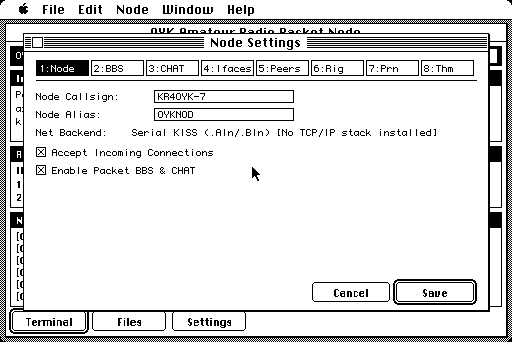 File Edit Node Window Help
OYK Amateur Radio Packet Node
Node Settings
1:Node 2:BBS 3:CHAT 4:Ifaces 5:Peers 6:Rig 7:Prn 8:Thm
Node Callsign: KR4OYK-7
Node Alias: OYKNOD
Net Backend: Serial KISS (.AIn/.BIn) [No TCP/IP stack installed]
Accept Incoming Connections
Enable Packet BBS & CHAT
Cancel Save
Terminal Files Settings